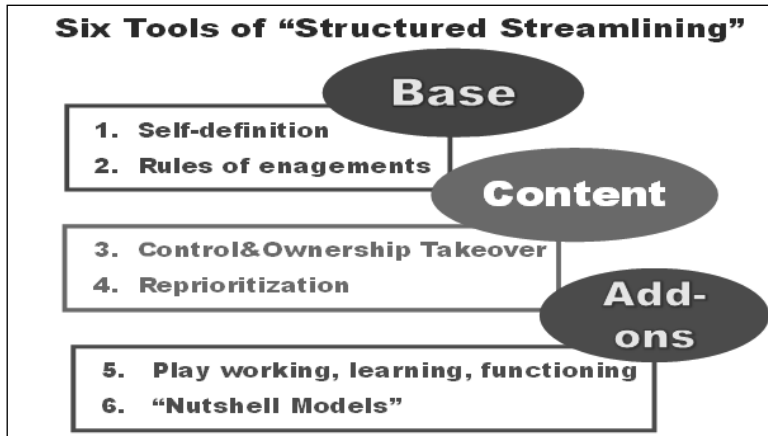 Six Tools of “Structured Streamlining”
Base
1. Self-definition
2. Rules of enagements
Content
3. Control&Ownership Takeover
4. Reprioritization
Add-
ons
5. Play working, learning, functioning
6. “Nutshell Models”